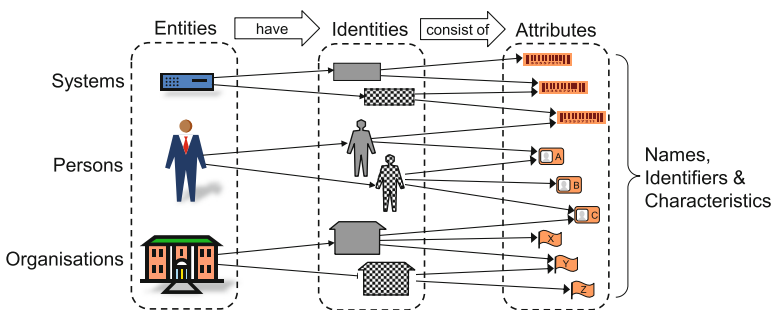 Entities
have
Identities
consist of
Attributes
Systems
Persons
Organisations
A
B
C
X
Y
Z
Names,
Identifiers &
Characteristics